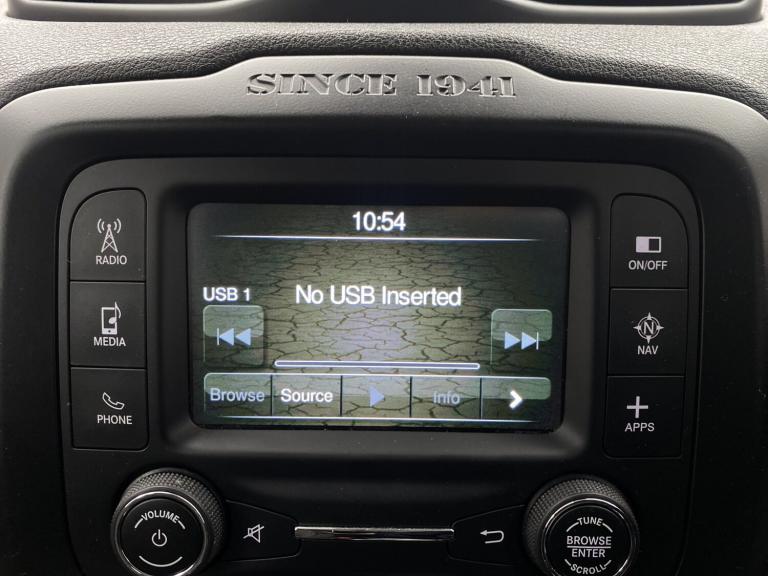 SINCE 1941
10:54
RADIO
ON/OFF
USB 1
No USB Inserted
MEDIA
N
NAV
Browse
Source
Info
PHONE
APPS
VOLUME
TUNE
BROWSE
ENTER
SCROLL